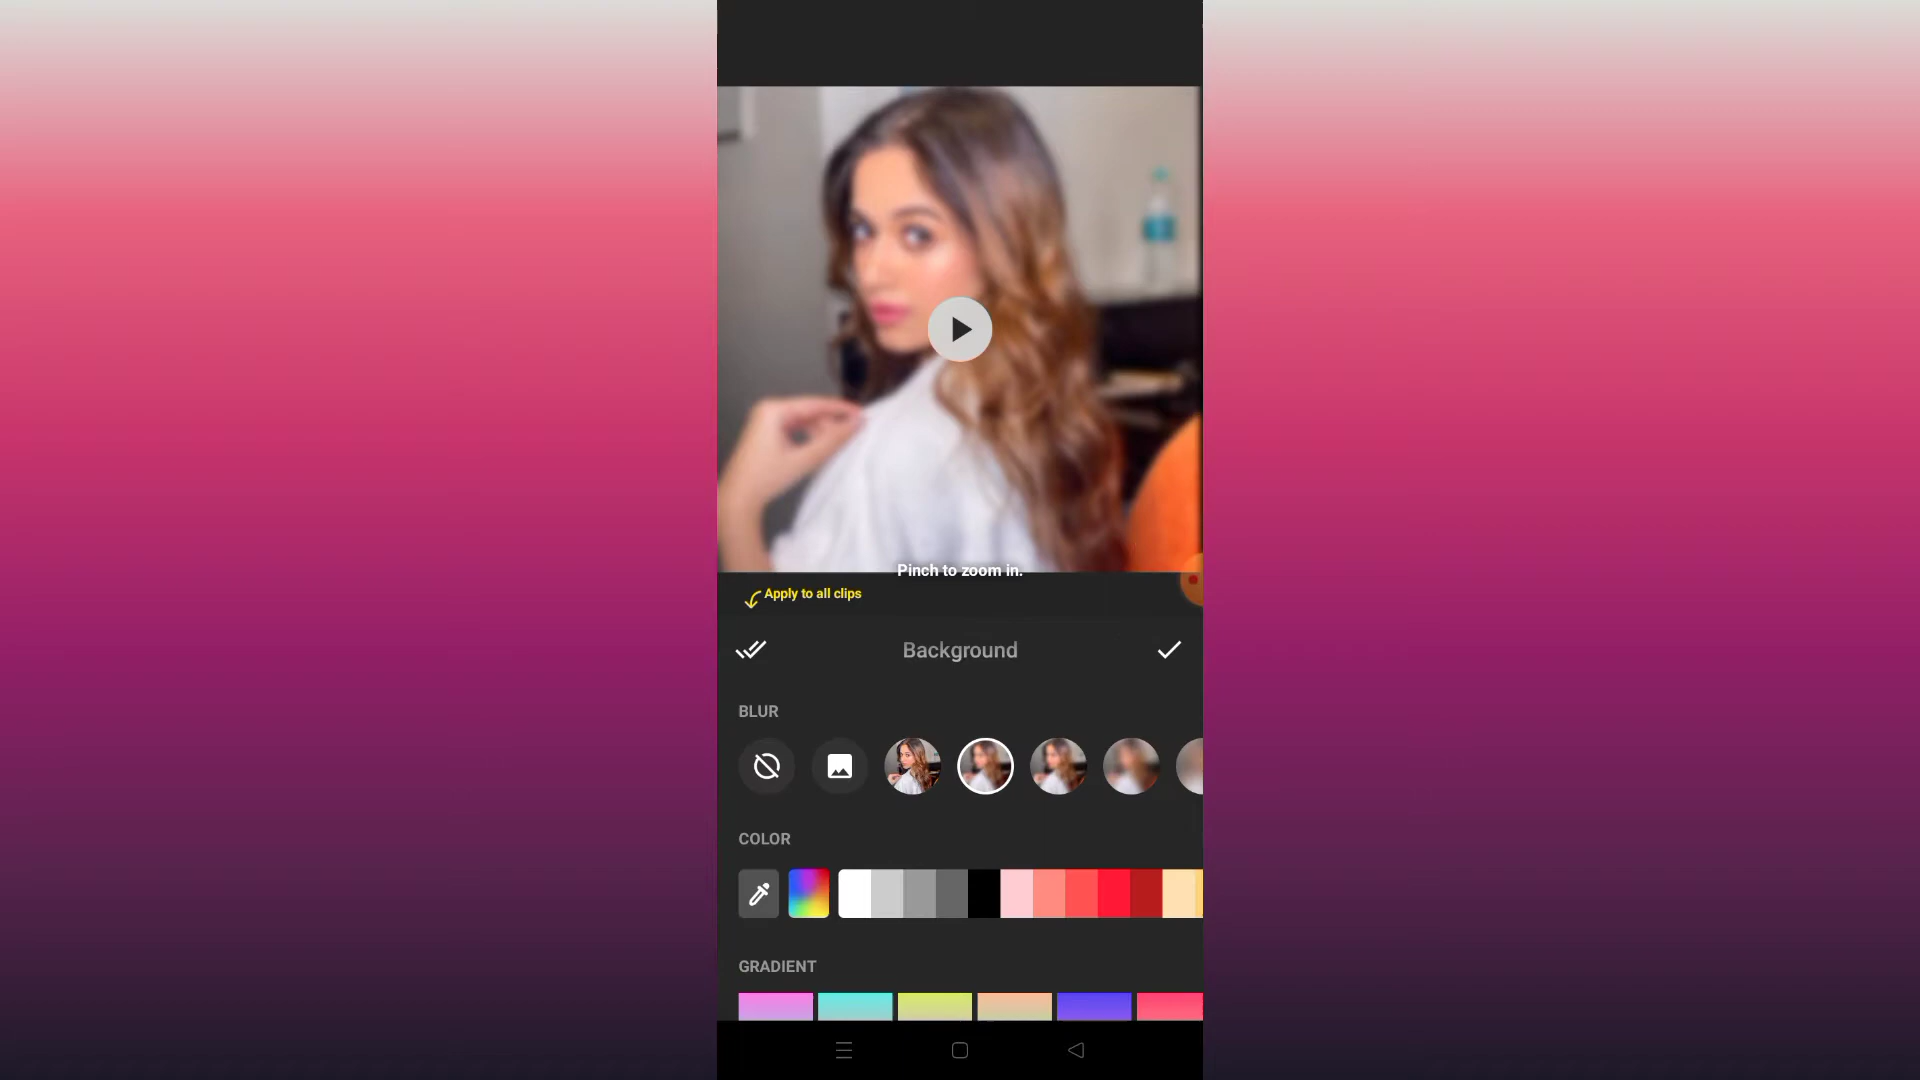 Pinch to zoom in.
Apply to all clips
Background
BLUR
COLOR
GRADIENT